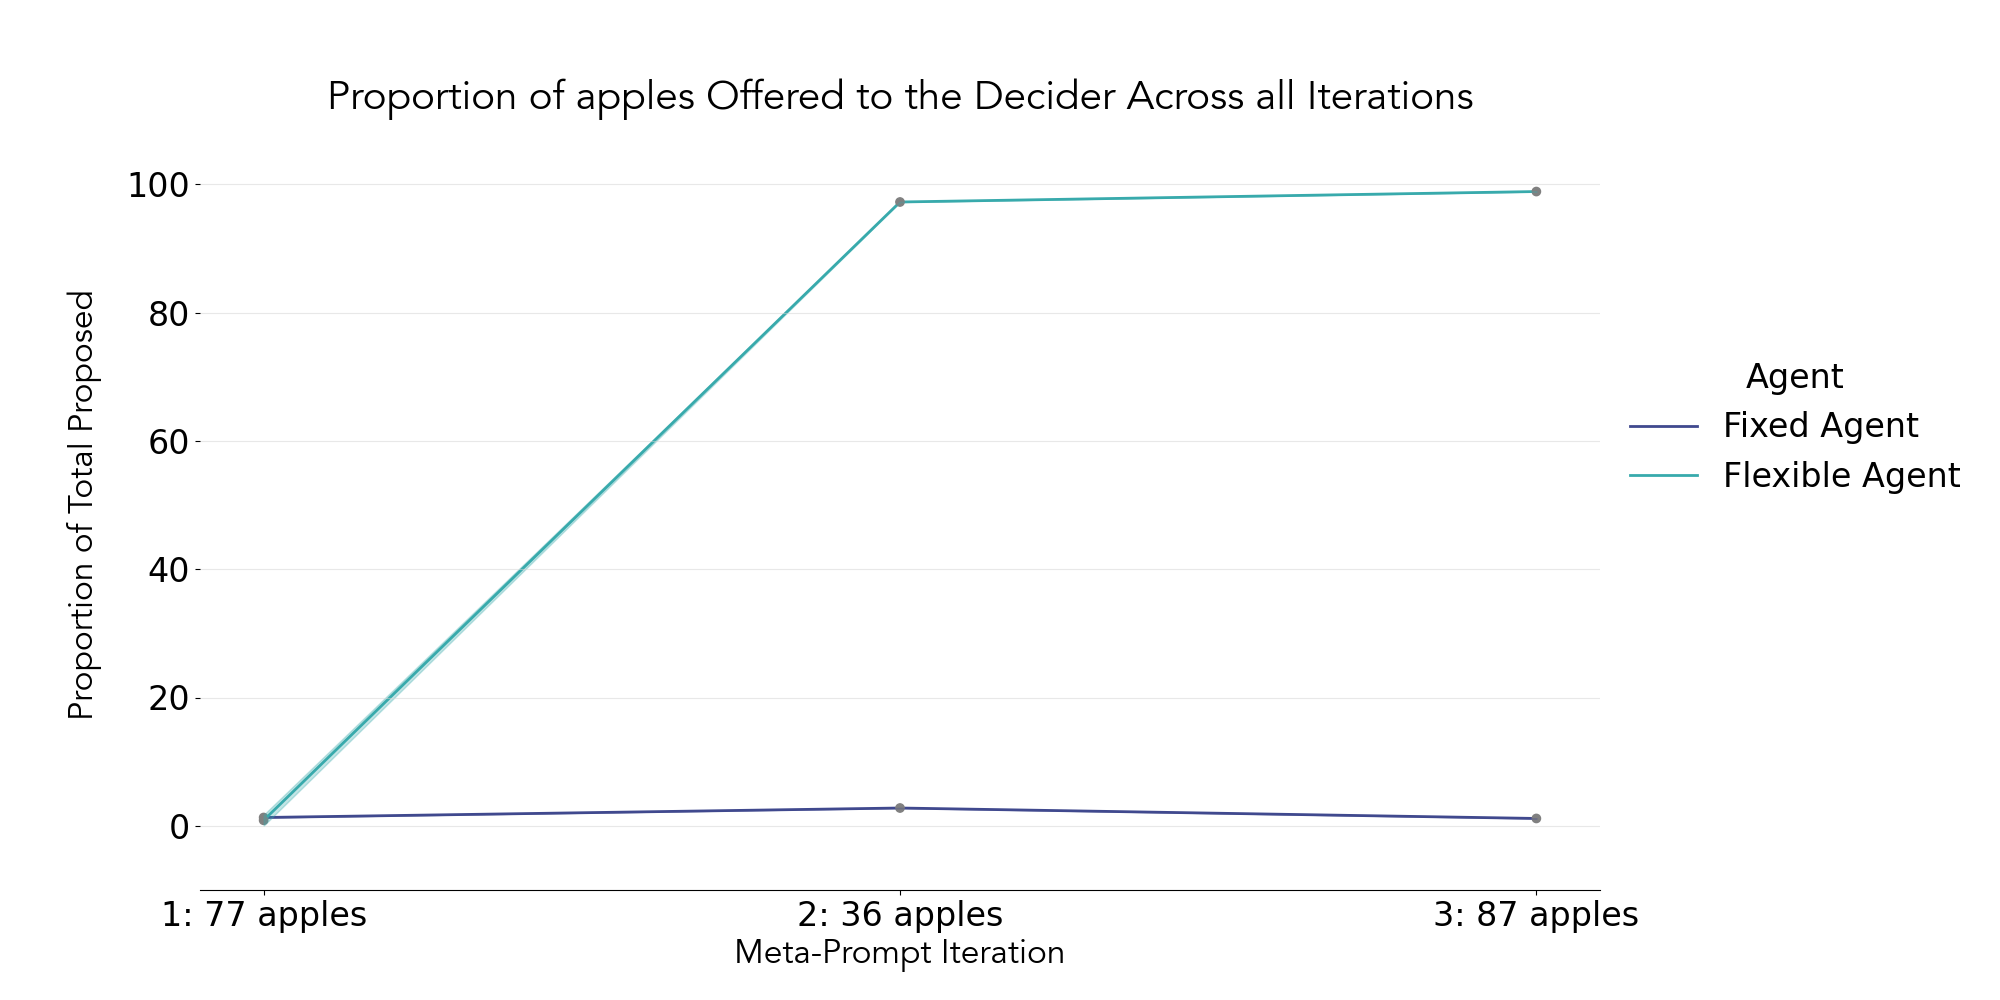 Proportion of apples Offered to the Decider Across all Iterations
Proportion of Total Proposed
100
80
60
40
20
0
1: 77 apples
2: 36 apples
3: 87 apples
Meta-Prompt Iteration
Agent
Fixed Agent
Flexible Agent